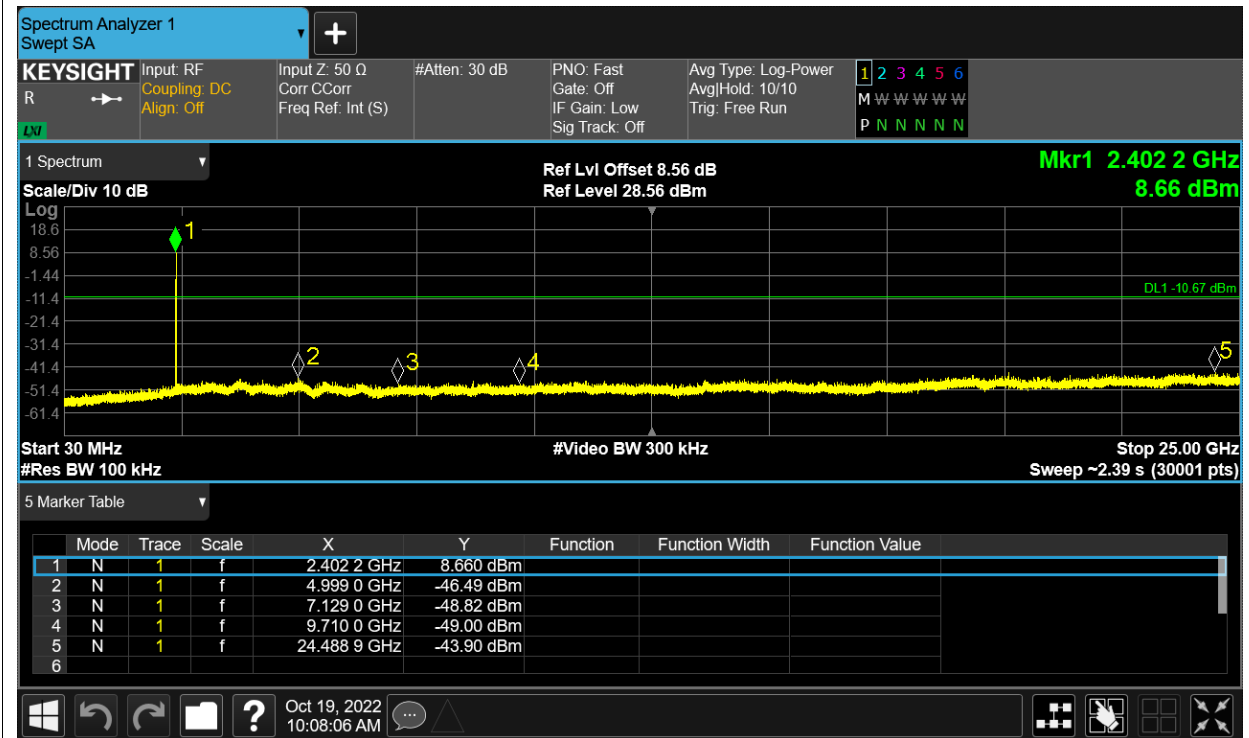 Spectrum Analyzer 1
Swept SA
KEYSIGHT
R
LXI
Input: RF
Coupling: DC
Align: Off
Input Z: 50 Ω
Corr CCorr
Freq Ref: Int (S)
#Atten: 30 dB
PNO: Fast
Gate: Off
IF Gain: Low
Sig Track: Off
Avg Type: Log-Power
Avg|Hold: 10/10
Trig: Free Run
1 2 3 4 5 6
M W W W W W
P N N N N N
1 Spectrum
Scale/Div 10 dB
Ref Lvl Offset 8.56 dB
Ref Level 28.56 dBm
Mkr1 2.402 2 GHz
8.66 dBm
Log
18.6
8.56
-1.44
-11.4
-21.4
-31.4
-41.4
-51.4
-61.4
1
DL1 -10.67 dBm
2
3
4
5
Start 30 MHz
#Video BW 300 kHz
Stop 25.00 GHz
#Res BW 100 kHz
Sweep ~2.39 s (30001 pts)
5 Marker Table
Mode Trace Scale X Y Function Function Width Function Value
1 N 1 f 2.402 2 GHz 8.660 dBm
2 N 1 f 4.999 0 GHz -46.49 dBm
3 N 1 f 7.129 0 GHz -48.82 dBm
4 N 1 f 9.710 0 GHz -49.00 dBm
5 N 1 f 24.488 9 GHz -43.90 dBm
6
?
Oct 19, 2022
10:08:06 AM